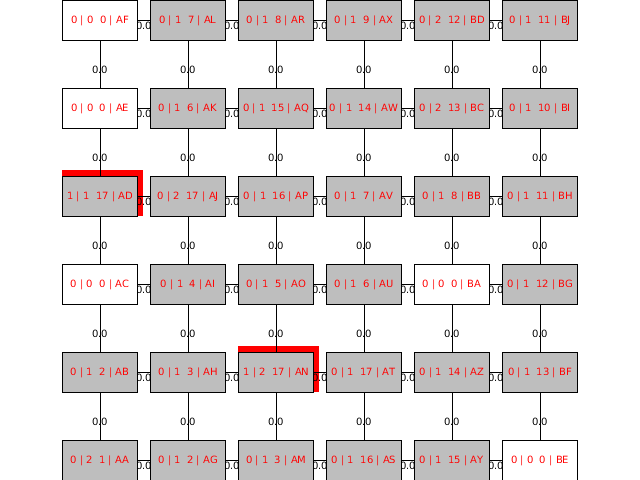 0 | 0 0 | AF 0.0 0 | 1 7 | AL 0.0 0 | 1 8 | AR 0.0 0 | 1 9 | AX 0.0 0 | 2 12 | BD 0.0 0 | 1 11 | BJ
0.0 0.0 0.0 0.0 0.0 0.0
0 | 0 0 | AE 0.0 0 | 1 6 | AK 0.0 0 | 1 15 | AQ 0.0 0 | 1 14 | AW 0.0 0 | 2 13 | BC 0.0 0 | 1 10 | BI
0.0 0.0 0.0 0.0 0.0 0.0
1 | 1 17 | AD 0.0 0 | 2 17 | AJ 0.0 0 | 1 16 | AP 0.0 0 | 1 7 | AV 0.0 0 | 1 8 | BB 0.0 0 | 1 11 | BH
0.0 0.0 0.0 0.0 0.0 0.0
0 | 0 0 | AC 0.0 0 | 1 4 | AI 0.0 0 | 1 5 | AO 0.0 0 | 1 6 | AU 0.0 0 | 0 0 | BA 0.0 0 | 1 12 | BG
0.0 0.0 0.0 0.0 0.0 0.0
0 | 1 2 | AB 0.0 0 | 1 3 | AH 0.0 1 | 2 17 | AN 0.0 0 | 1 17 | AT 0.0 0 | 1 14 | AZ 0.0 0 | 1 13 | BF
0.0 0.0 0.0 0.0 0.0 0.0
0 | 2 1 | AA 0.0 0 | 1 2 | AG 0.0 0 | 1 3 | AM 0.0 0 | 1 16 | AS 0.0 0 | 1 15 | AY 0.0 0 | 0 0 | BE